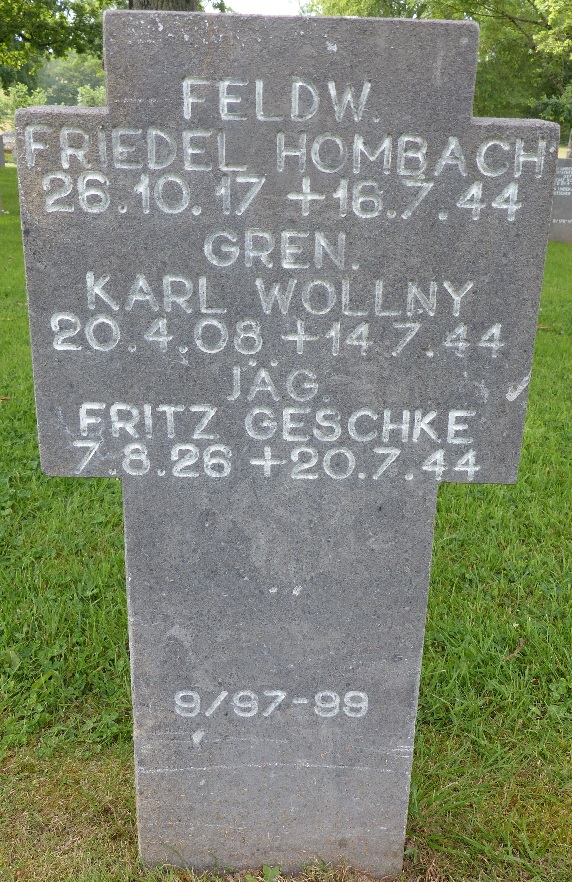 FELDW.
FRIEDEL HOMBACH
26.10.17 +16.7.44
GREN.
KARL WOLLNY
20.4.08 +14.7.44
JÄG.
FRITZ GESCHKE
7.8.26 +20.7.44
9/97-99